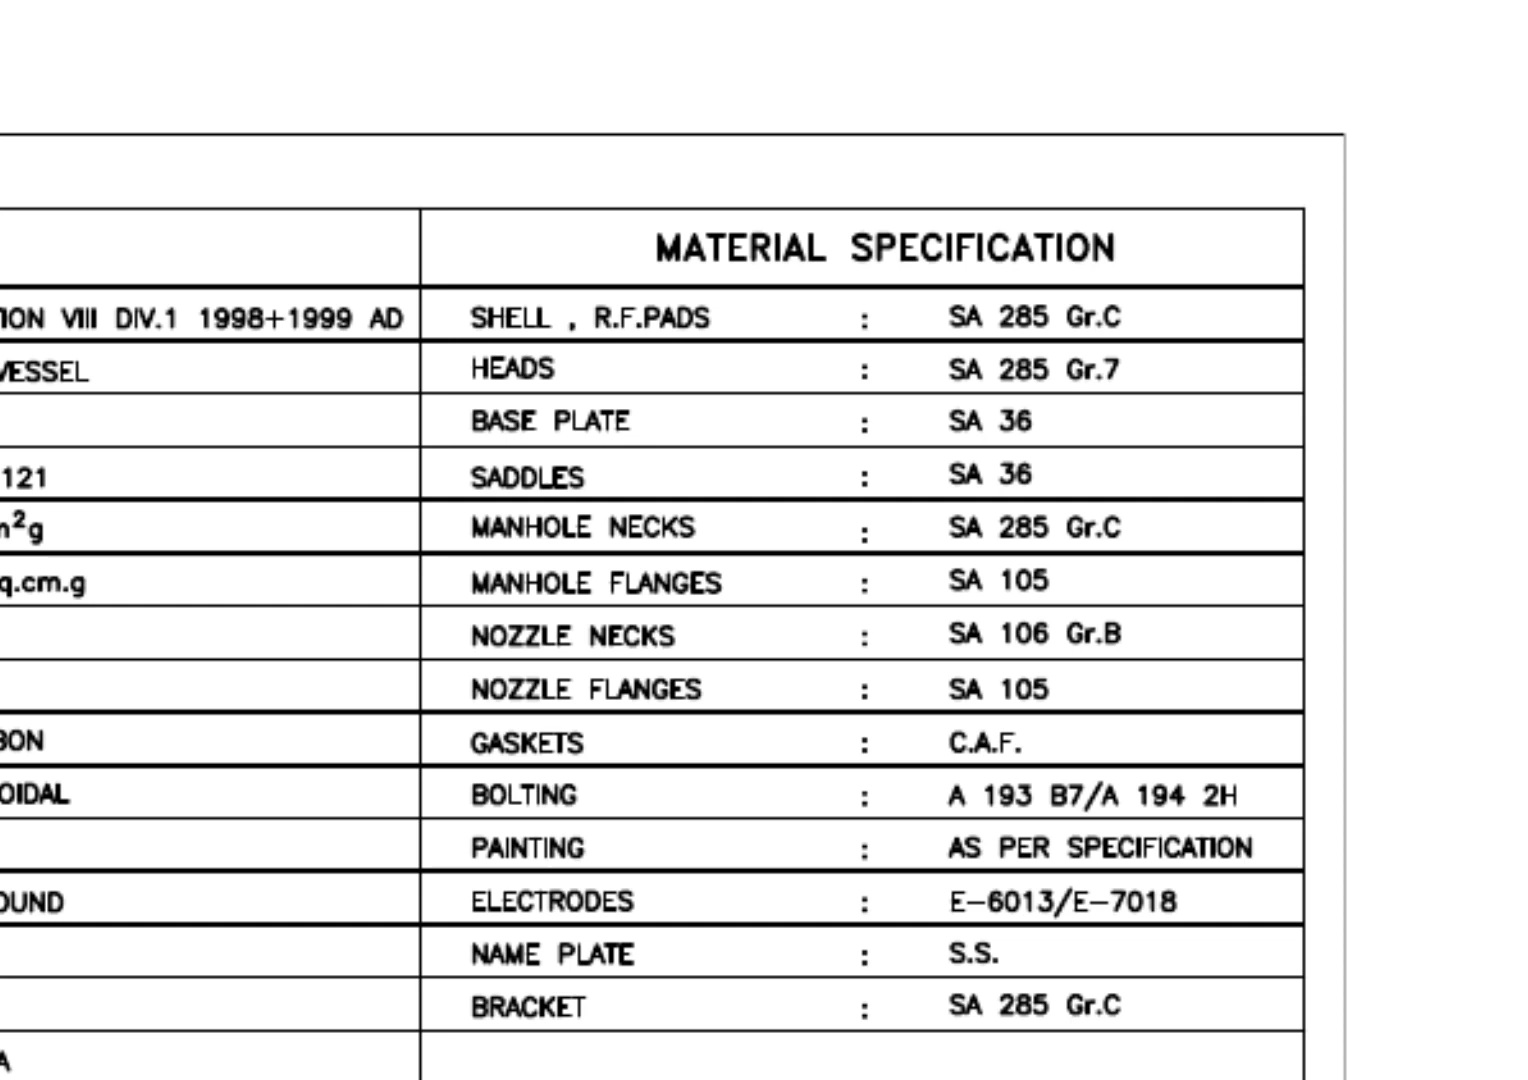 MATERIAL SPECIFICATION
VIII DIV.1 1998+1999 AD SHELL , R.F.PADS : SA 285 Gr.C
VESSEL HEADS : SA 285 Gr.7
BASE PLATE : SA 36
121 SADDLES : SA 36
MANHOLE NECKS : SA 285 Gr.C
q.cm.g MANHOLE FLANGES : SA 105
NOZZLE NECKS : SA 106 Gr.B
NOZZLE FLANGES : SA 105
GASKETS : C.A.F.
OIDAL BOLTING : A 193 B7/A 194 2H
PAINTING : AS PER SPECIFICATION
OUND ELECTRODES : E-6013/E-7018
NAME PLATE : S.S.
BRACKET : SA 285 Gr.C
A